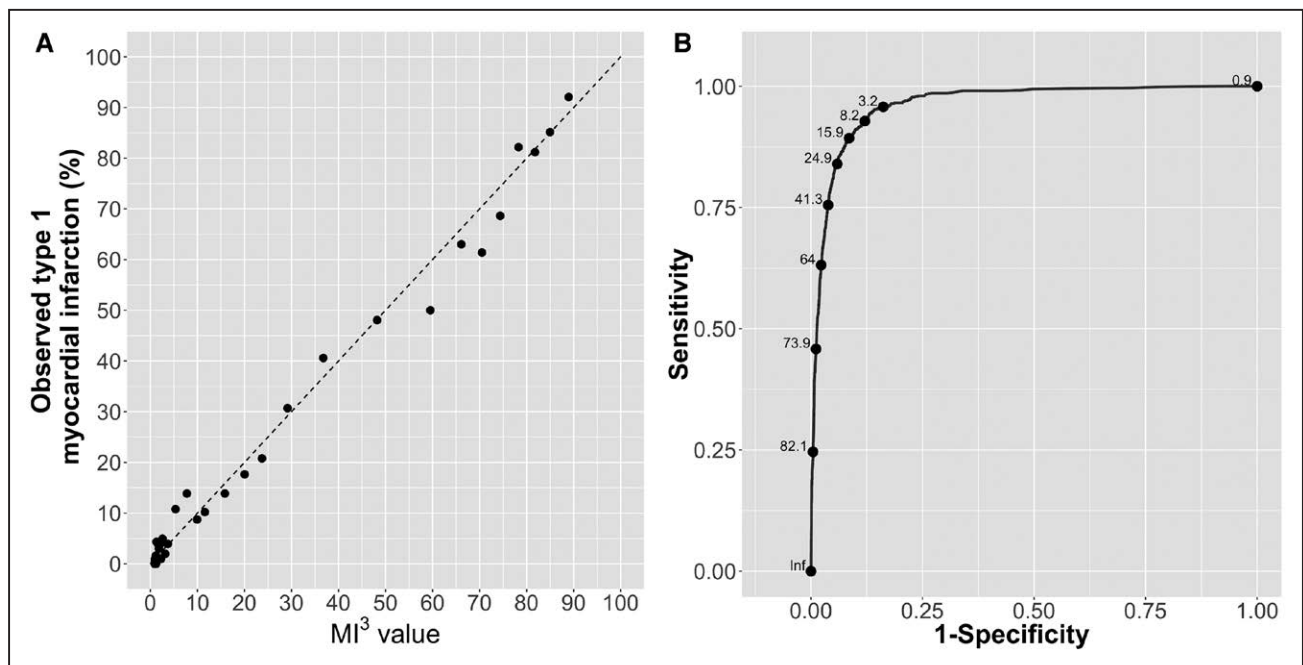 A
Observed type 1
myocardial infarction (%)
100
90
80
70
60
50
40
30
20
10
0
0 10 20 30 40 50 60 70 80 90 100
MI³ value
B
Sensitivity
1.00
0.75
0.50
0.25
0.00
0.9
3.2
8.2
15.9
24.9
41.3
64
73.9
82.1
Inf
0.00 0.25 0.50 0.75 1.00
1-Specificity